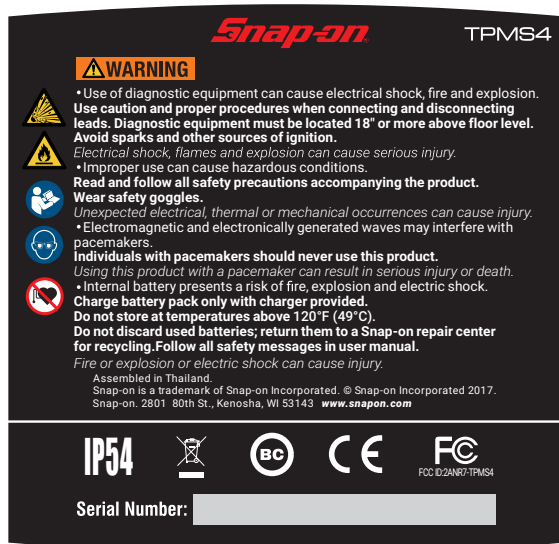 Snap-on
TPMS4
WARNING
• Use of diagnostic equipment can cause electrical shock, fire and explosion.
Use caution and proper procedures when connecting and disconnecting
leads. Diagnostic equipment must be located 18" or more above floor level.
Avoid sparks and other sources of ignition.
Electrical shock, flames and explosion can cause serious injury.
• Improper use can cause hazardous conditions.
Read and follow all safety precautions accompanying the product.
Wear safety goggles.
Unexpected electrical, thermal or mechanical occurrences can cause injury.
• Electromagnetic and electronically generated waves may interfere with
pacemakers.
Individuals with pacemakers should never use this product.
Using this product with a pacemaker can result in serious injury or death.
• Internal battery presents a risk of fire, explosion and electric shock.
Charge battery pack only with charger provided.
Do not store at temperatures above 120°F (49°C).
Do not discard used batteries; return them to a Snap-on repair center
for recycling.Follow all safety messages in user manual.
Fire or explosion or electric shock can cause injury.
Assembled in Thailand.
Snap-on is a trademark of Snap-on Incorporated. © Snap-on Incorporated 2017.
Snap-on. 2801 80th St., Kenosha, WI 53143 www.snapon.com
IP54
BC
CE
FC
FCC ID:2ANR7-TPMS4
Serial Number: